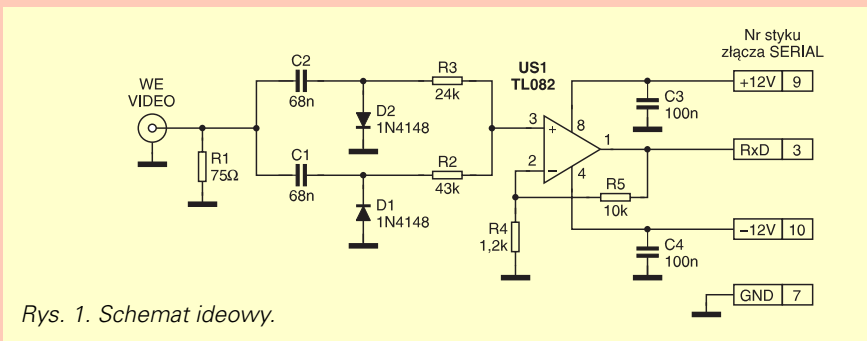 Nr styku
złącza SERIAL
WE
VIDEO
C2
68n
R3
24k
US1
TL082
+12V 9
C3
100n
D2
1N4148
3
+
8
1
RxD 3
R1
75Ω
C1
68n
R2
43k
2
–
4
R5
10k
D1
1N4148
R4
1,2k
–12V 10
C4
100n
GND 7
Rys. 1. Schemat ideowy.